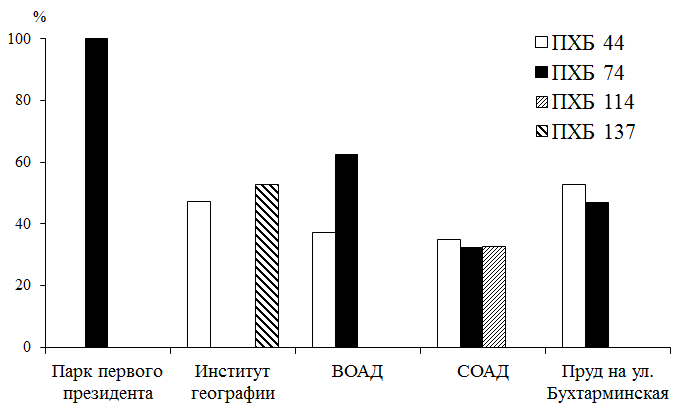 %
100
80
60
40
20
0
ПХБ 44
ПХБ 74
ПХБ 114
ПХБ 137
Парк первого
президента
Институт
географии
ВОАД
СОАД
Пруд на ул.
Бухтарминская